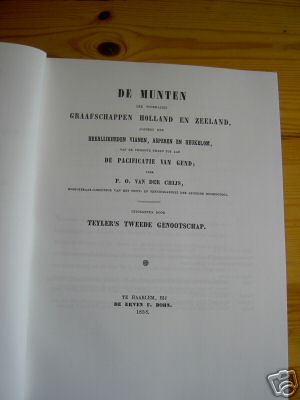 DE MUNTEN
DER VOORMALIGE
GRAAFSCHAPPEN HOLLAND EN ZEELAND,
ALSMEDE DER
HEERLIJKHEDEN VIANEN, ASPEREN EN HEUKELOM,
VAN DE VROEGSTE TIJDEN TOT AAN
DE PACIFICATIE VAN GEND;
DOOR
P. O. VAN DER CHIJS,
UITGEGEVEN DOOR
TEYLER'S TWEEDE GENOOTSCHAP.
TE HAARLEM, BIJ
DE ERVEN F. BOHN.
1858.
ebY